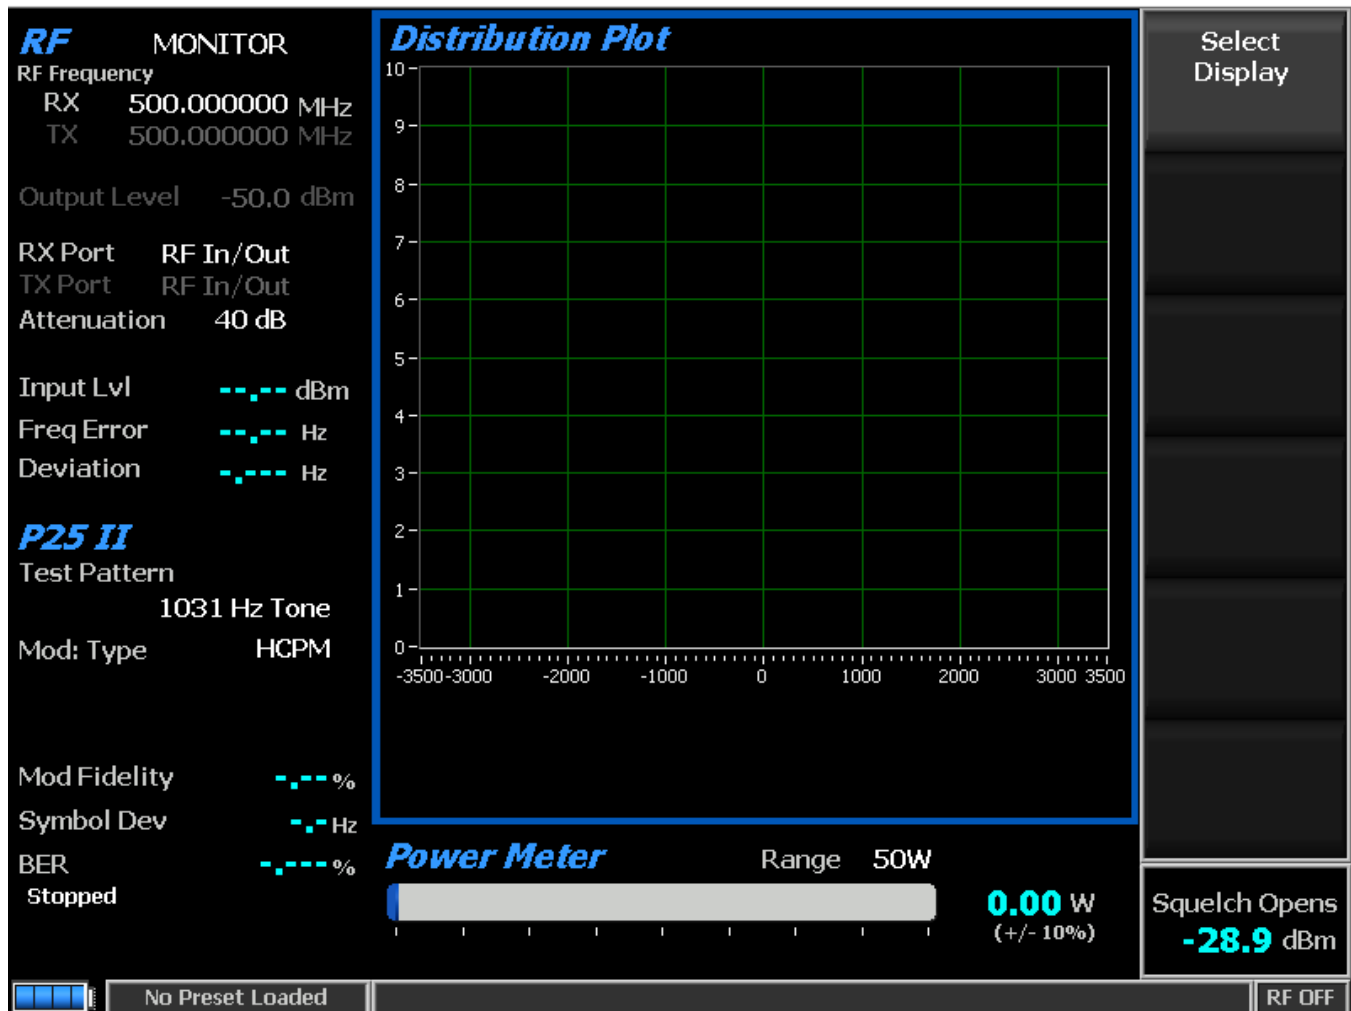 RF MONITOR
RF Frequency
RX 500.000000 MHz
TX 500.000000 MHz
Output Level -50.0 dBm
RX Port RF In/Out
TX Port RF In/Out
Attenuation 40 dB
Input Lvl --.-- dBm
Freq Error --.-- Hz
Deviation -.--- Hz
P25 II
Test Pattern
1031 Hz Tone
Mod: Type HCPM
Mod Fidelity -.-- %
Symbol Dev -.- Hz
BER -.--- %
Stopped
Distribution Plot
10
9
8
7
6
5
4
3
2
1
0
-3500 -3000 -2000 -1000 0 1000 2000 3000 3500
Power Meter Range 50W
0.00 W
(+/- 10%)
Select
Display
Squelch Opens
-28.9 dBm
No Preset Loaded
RF OFF